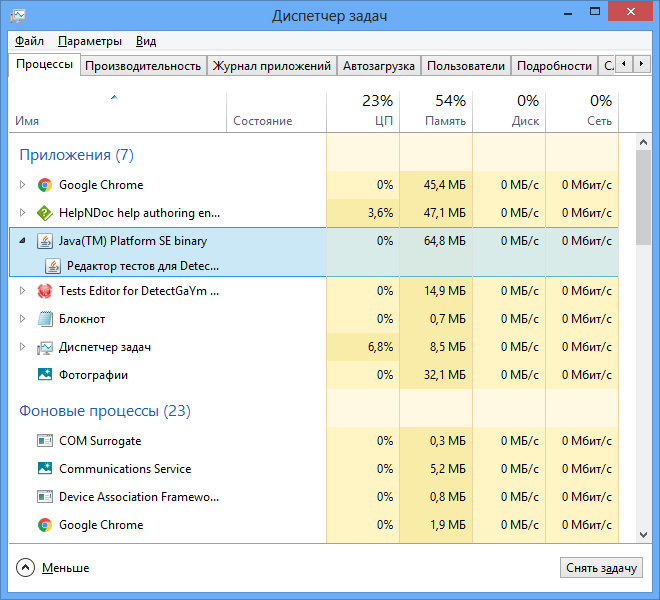 Диспетчер задач
Файл Параметры Вид
Процессы Производительность Журнал приложений Автозагрузка Пользователи Подробности С
23% 54% 0% 0%
Имя Состояние ЦП Память Диск Сеть
Приложения (7)
Google Chrome 0% 45,4 МБ 0 МБ/с 0 Мбит/с
HelpNDoc help authoring en... 3,6% 47,1 МБ 0 МБ/с 0 Мбит/с
Java(TM) Platform SE binary 0% 64,8 МБ 0 МБ/с 0 Мбит/с
Редактор тестов для Detec...
Tests Editor for DetectGaYm ... 0% 14,9 МБ 0 МБ/с 0 Мбит/с
Блокнот 0% 0,7 МБ 0 МБ/с 0 Мбит/с
Диспетчер задач 6,8% 8,5 МБ 0 МБ/с 0 Мбит/с
Фотографии 0% 32,1 МБ 0 МБ/с 0 Мбит/с
Фоновые процессы (23)
COM Surrogate 0% 0,3 МБ 0 МБ/с 0 Мбит/с
Communications Service 0% 5,2 МБ 0 МБ/с 0 Мбит/с
Device Association Framewo... 0% 0,8 МБ 0 МБ/с 0 Мбит/с
Google Chrome 0% 1,9 МБ 0 МБ/с 0 Мбит/с
Меньше Снять задачу